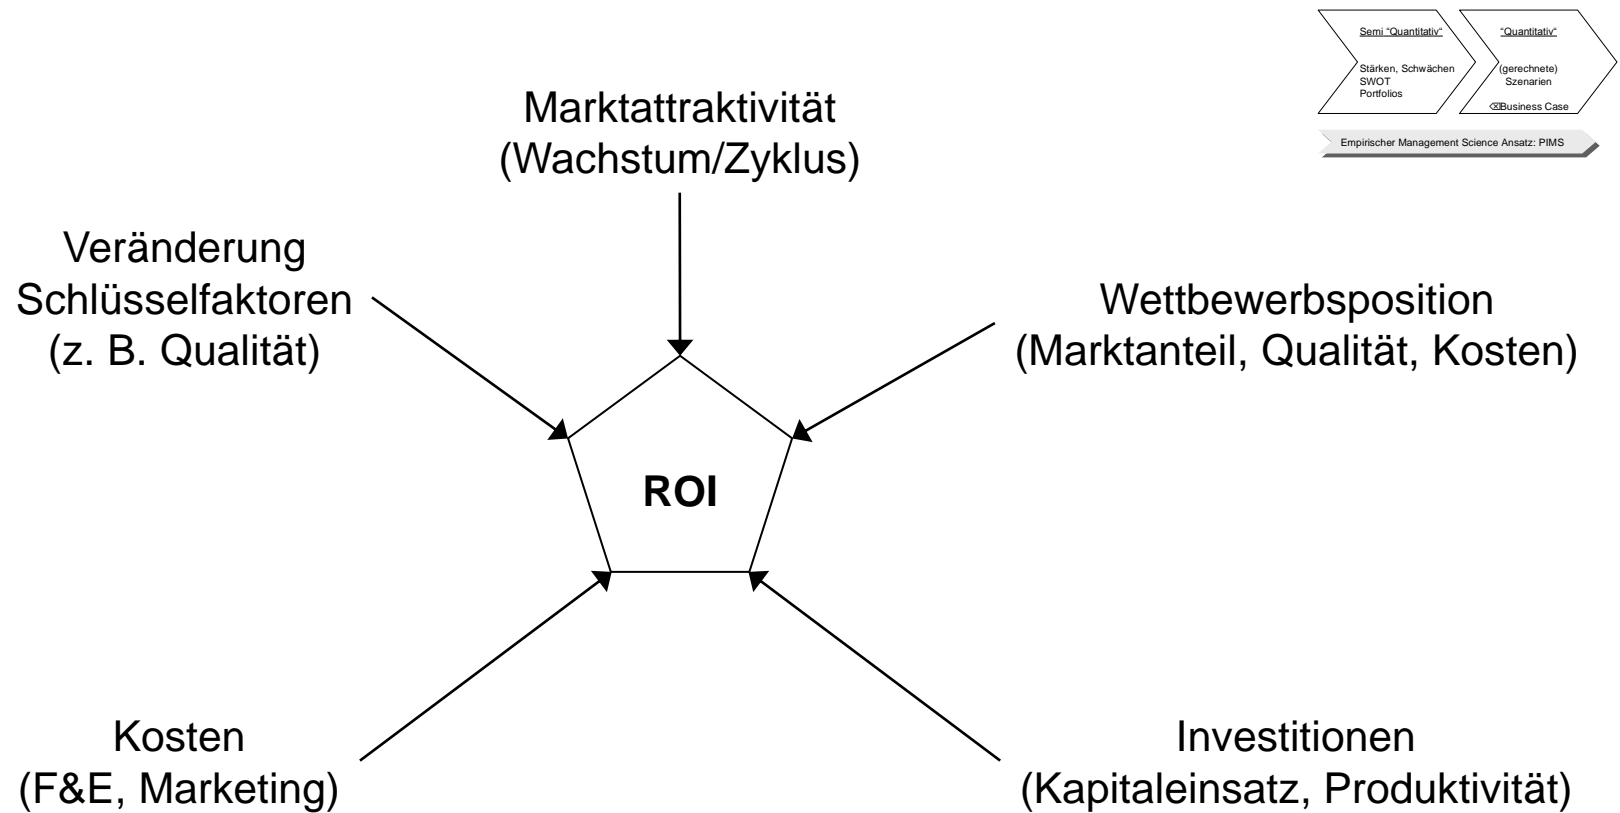 Semi "Quantitativ"
Stärken, Schwächen
SWOT
Portfolios
"Quantitativ"
(gerechnete)
Szenarien
⌫Business Case
Empirischer Management Science Ansatz: PIMS
Marktattraktivität
(Wachstum/Zyklus)
Veränderung
Schlüsselfaktoren
(z. B. Qualität)
Wettbewerbsposition
(Marktanteil, Qualität, Kosten)
ROI
Kosten
(F&E, Marketing)
Investitionen
(Kapitaleinsatz, Produktivität)